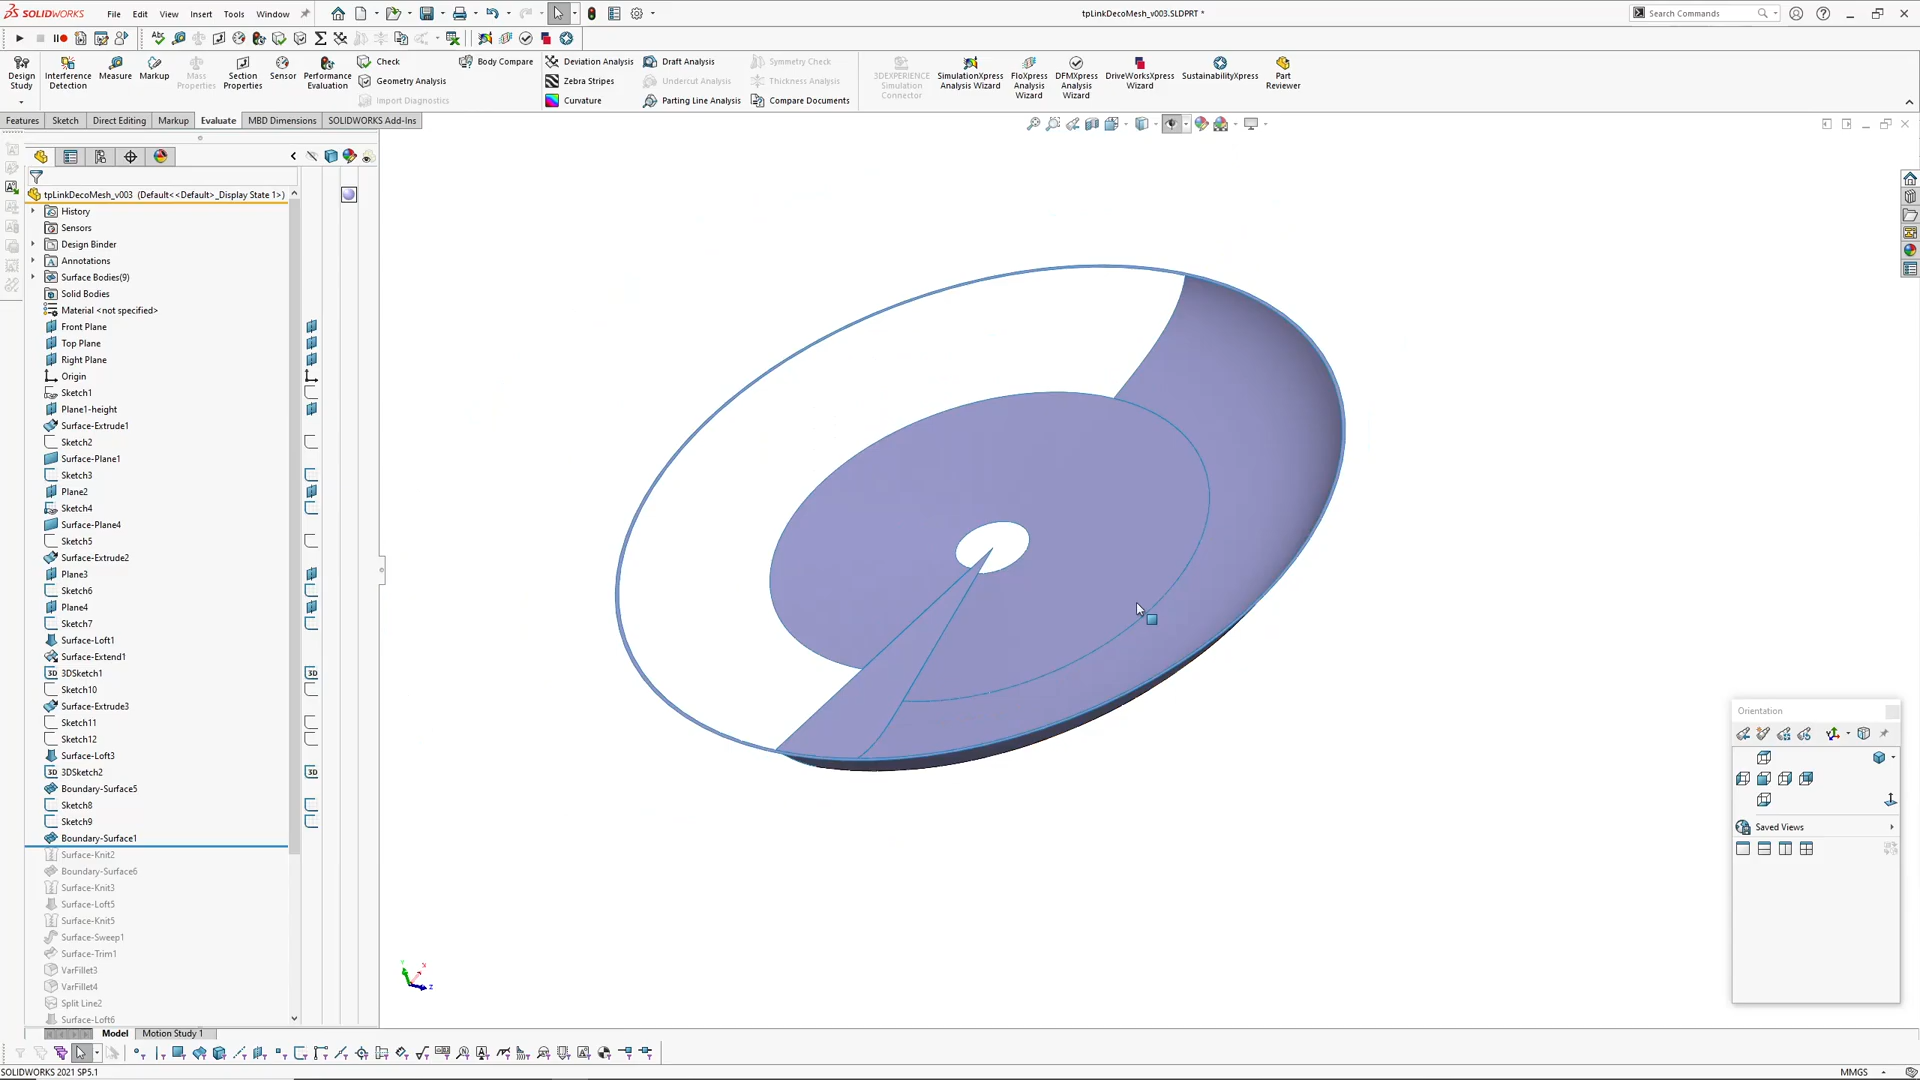 SOLIDWORKS File Edit View Insert Tools Window
tpLinkDecoMesh_v003.SLDPRT *
Search Commands
Design Study
Interference Detection
Measure
Markup
Mass Properties
Section Properties
Sensor
Performance Evaluation
Check
Geometry Analysis
Import Diagnostics
Body Compare
Deviation Analysis
Zebra Stripes
Curvature
Draft Analysis
Undercut Analysis
Parting Line Analysis
Symmetry Check
Thickness Analysis
Compare Documents
3DEXPERIENCE Simulation Connector
SimulationXpress Analysis Wizard
FloXpress Analysis Wizard
DFMXpress Analysis Wizard
DriveWorksXpress Wizard
SustainabilityXpress
Part Reviewer
Features Sketch Direct Editing Markup Evaluate MBD Dimensions SOLIDWORKS Add-Ins
tpLinkDecoMesh_v003 (Default<<Default>_Display State 1>)
History
Sensors
Design Binder
Annotations
Surface Bodies(9)
Solid Bodies
Material <not specified>
Front Plane
Top Plane
Right Plane
Origin
Sketch1
Plane1-height
Surface-Extrude1
Sketch2
Surface-Plane1
Sketch3
Plane2
Sketch4
Surface-Plane4
Sketch5
Surface-Extrude2
Plane3
Sketch6
Plane4
Sketch7
Surface-Loft1
Surface-Extend1
3D 3DSketch1 3D
Sketch10
Surface-Extrude3
Sketch11
Sketch12
Surface-Loft3
3D 3DSketch2 3D
Boundary-Surface5
Sketch8
Sketch9
Boundary-Surface1
Surface-Knit2
Boundary-Surface6
Surface-Knit3
Surface-Loft5
Surface-Knit5
Surface-Sweep1
Surface-Trim1
VarFillet3
VarFillet4
Split Line2
Surface-Loft6
Orientation
Saved Views
Model Motion Study 1
SOLIDWORKS 2021 SP5.1
MMGS